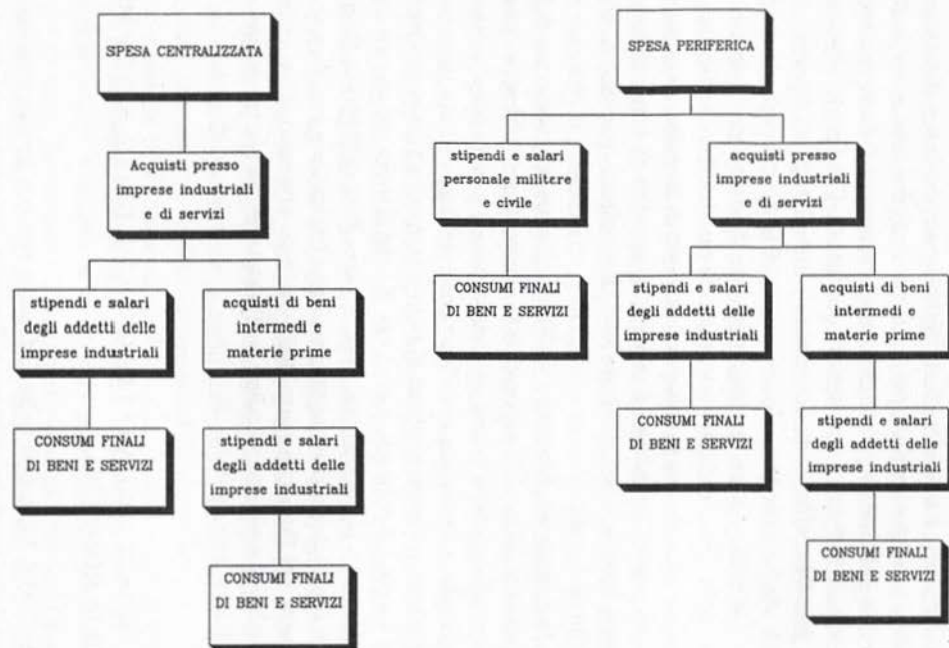 SPESA CENTRALIZZATA
Acquisti presso
imprese industriali
e di servizi
stipendi e salari
degli addetti delle
imprese industriali
CONSUMI FINALI
DI BENI E SERVIZI
acquisti di beni
intermedi e
materie prime
stipendi e salari
degli addetti delle
imprese industriali
CONSUMI FINALI
DI BENI E SERVIZI
SPESA PERIFERICA
stipendi e salari
personale militare
e civile
CONSUMI FINALI
DI BENI E SERVIZI
acquisti presso
imprese industriali
e di servizi
stipendi e salari
degli addetti delle
imprese industriali
CONSUMI FINALI
DI BENI E SERVIZI
acquisti di beni
intermedi e
materie prime
stipendi e salari
degli addetti delle
imprese industriali
CONSUMI FINALI
DI BENI E SERVIZI